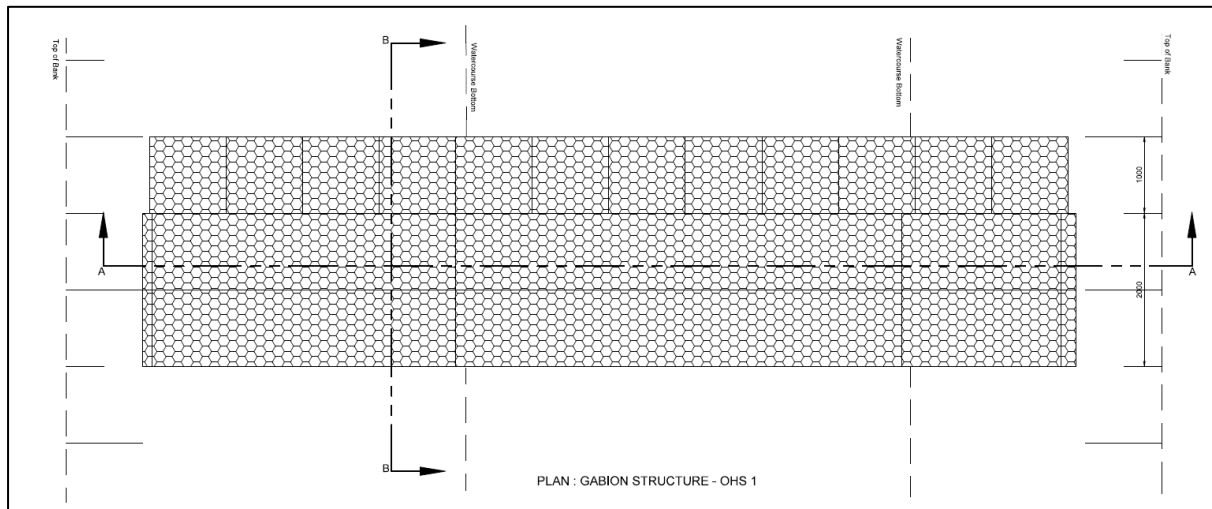 B
Top of Bank
Watercourse Bottom
Watercourse Bottom
Top of Bank
1000
A
A
2000
B
PLAN : GABION STRUCTURE - OHS 1